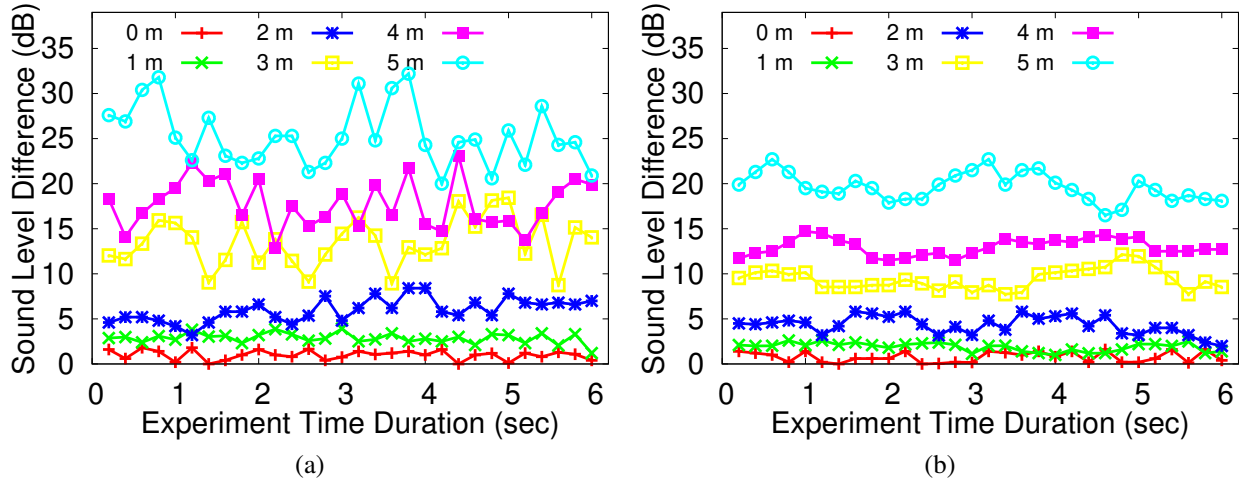 Sound Level Difference (dB)
35
30
25
20
15
10
5
0
0 m 2 m 4 m
1 m 3 m 5 m
0 1 2 3 4 5 6
Experiment Time Duration (sec)
(a)
Sound Level Difference (dB)
35
30
25
20
15
10
5
0
0 m 2 m 4 m
1 m 3 m 5 m
0 1 2 3 4 5 6
Experiment Time Duration (sec)
(b)